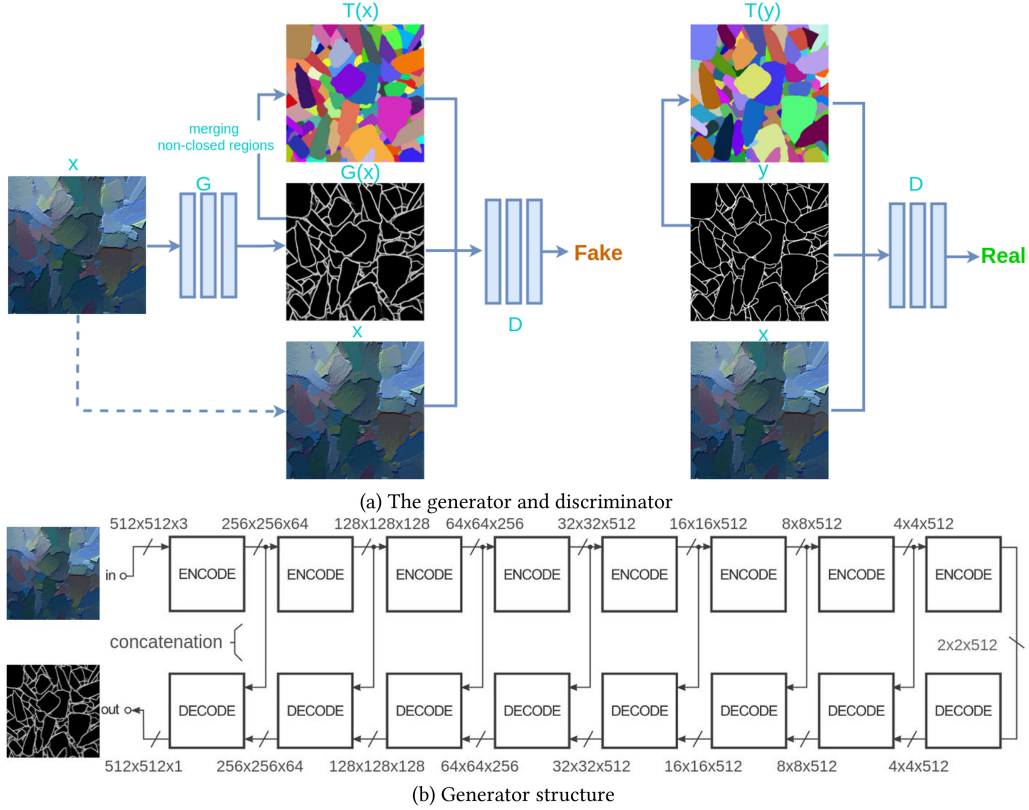 T(x)
T(y)
merging
non-closed regions
x
G
G(x)
y
D
Fake
Real
D
x
x
(a) The generator and discriminator
512x512x3
256x256x64
128x128x128
64x64x256
32x32x512
16x16x512
8x8x512
4x4x512
in
ENCODE
ENCODE
ENCODE
ENCODE
ENCODE
ENCODE
ENCODE
ENCODE
concatenation
2x2x512
out
DECODE
DECODE
DECODE
DECODE
DECODE
DECODE
DECODE
DECODE
512x512x1
256x256x64
128x128x128
64x64x256
32x32x512
16x16x512
8x8x512
4x4x512
(b) Generator structure